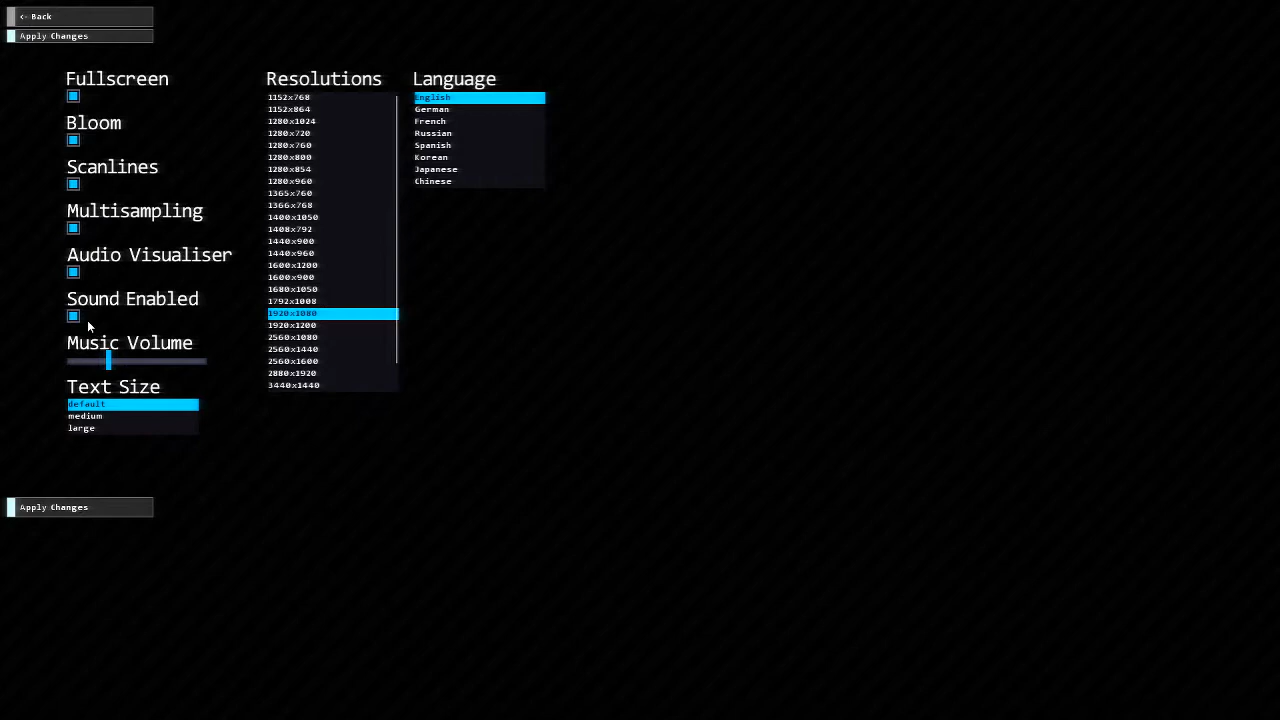 <- Back
Apply Changes
Fullscreen
Bloom
Scanlines
Multisampling
Audio Visualiser
Sound Enabled
Music Volume
Text Size
default
medium
large
Resolutions
1152x768
1152x864
1280x1024
1280x720
1280x760
1280x800
1280x854
1280x960
1365x760
1366x768
1400x1050
1408x792
1440x900
1440x960
1600x1200
1600x900
1680x1050
1792x1008
1920x1080
1920x1200
2560x1080
2560x1440
2560x1600
2880x1920
3440x1440
Language
English
German
French
Russian
Spanish
Korean
Japanese
Chinese
Apply Changes